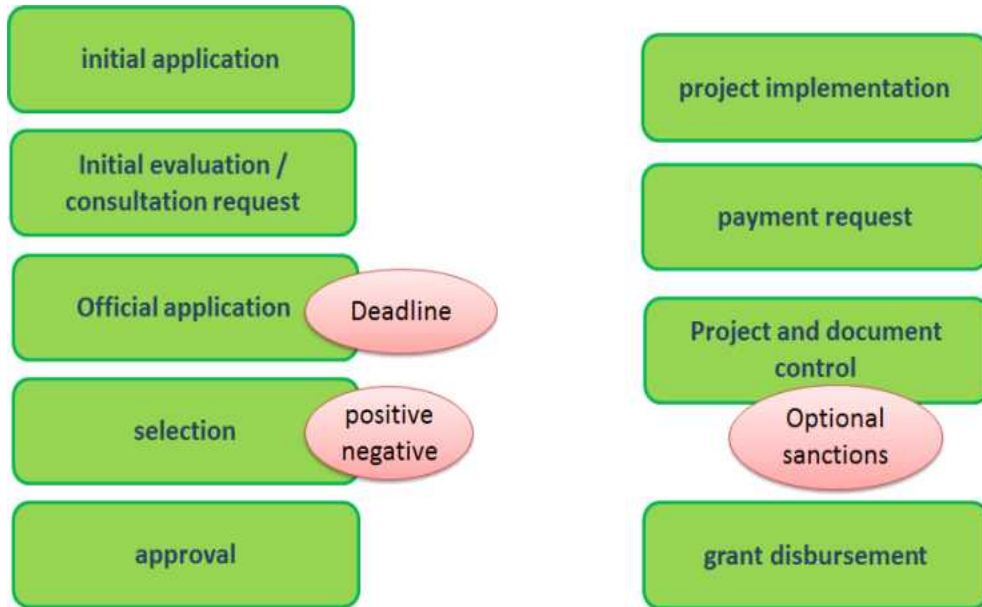 initial application
Initial evaluation /
consultation request
Official application
Deadline
selection
positive
negative
approval
project implementation
payment request
Project and document
control
Optional
sanctions
grant disbursement